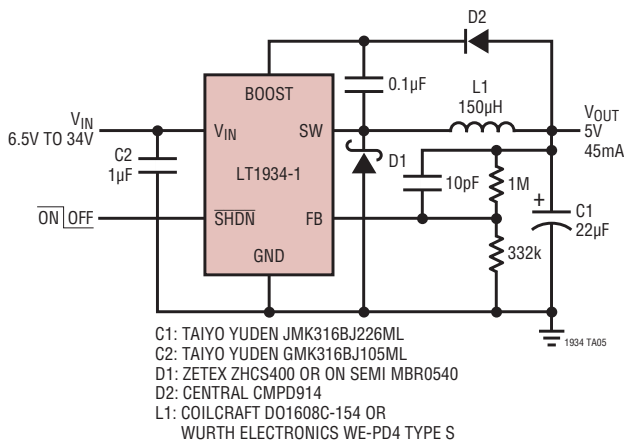 D2
BOOST
0.1µF
L1
150µH
VIN
6.5V TO 34V
VIN
SW
VOUT
5V
45mA
C2
1µF
LT1934-1
D1
10pF
1M
+
C1
22µF
ON OFF
SHDN
FB
332k
GND
1934 TA05
C1: TAIYO YUDEN JMK316BJ226ML
C2: TAIYO YUDEN GMK316BJ105ML
D1: ZETEX ZHCS400 OR ON SEMI MBR0540
D2: CENTRAL CMPD914
L1: COILCRAFT DO1608C-154 OR
WURTH ELECTRONICS WE-PD4 TYPE S